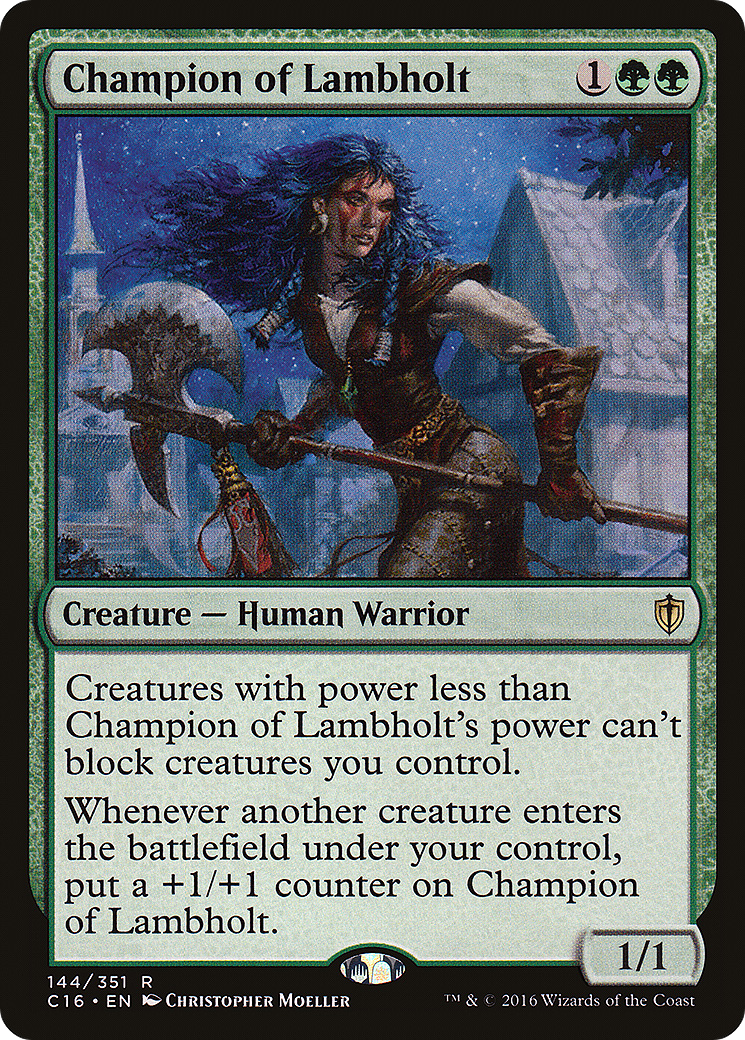 Champion of Lambholt 1
Creature — Human Warrior
Creatures with power less than
Champion of Lambholt's power can't
block creatures you control.
Whenever another creature enters
the battlefield under your control,
put a +1/+1 counter on Champion
of Lambholt.
1/1
144/351 R
C16 • EN Christopher Moeller
™ & © 2016 Wizards of the Coast